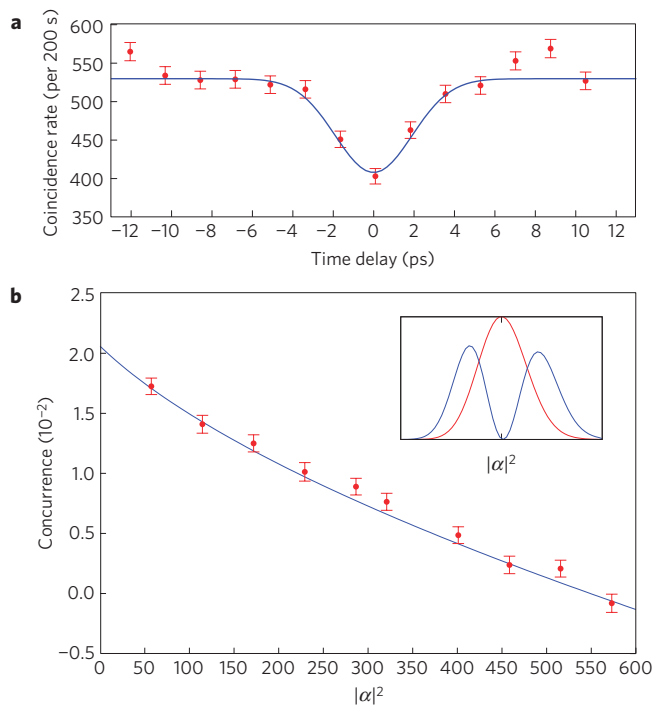 a
Coincidence rate (per 200 s)
600
550
500
450
400
350
−12 −10 −8 −6 −4 −2 0 2 4 6 8 10 12
Time delay (ps)
b
Concurrence (10⁻²)
2.5
2.0
1.5
1.0
0.5
0.0
−0.5
|α|²
0 50 100 150 200 250 300 350 400 450 500 550 600
|α|²